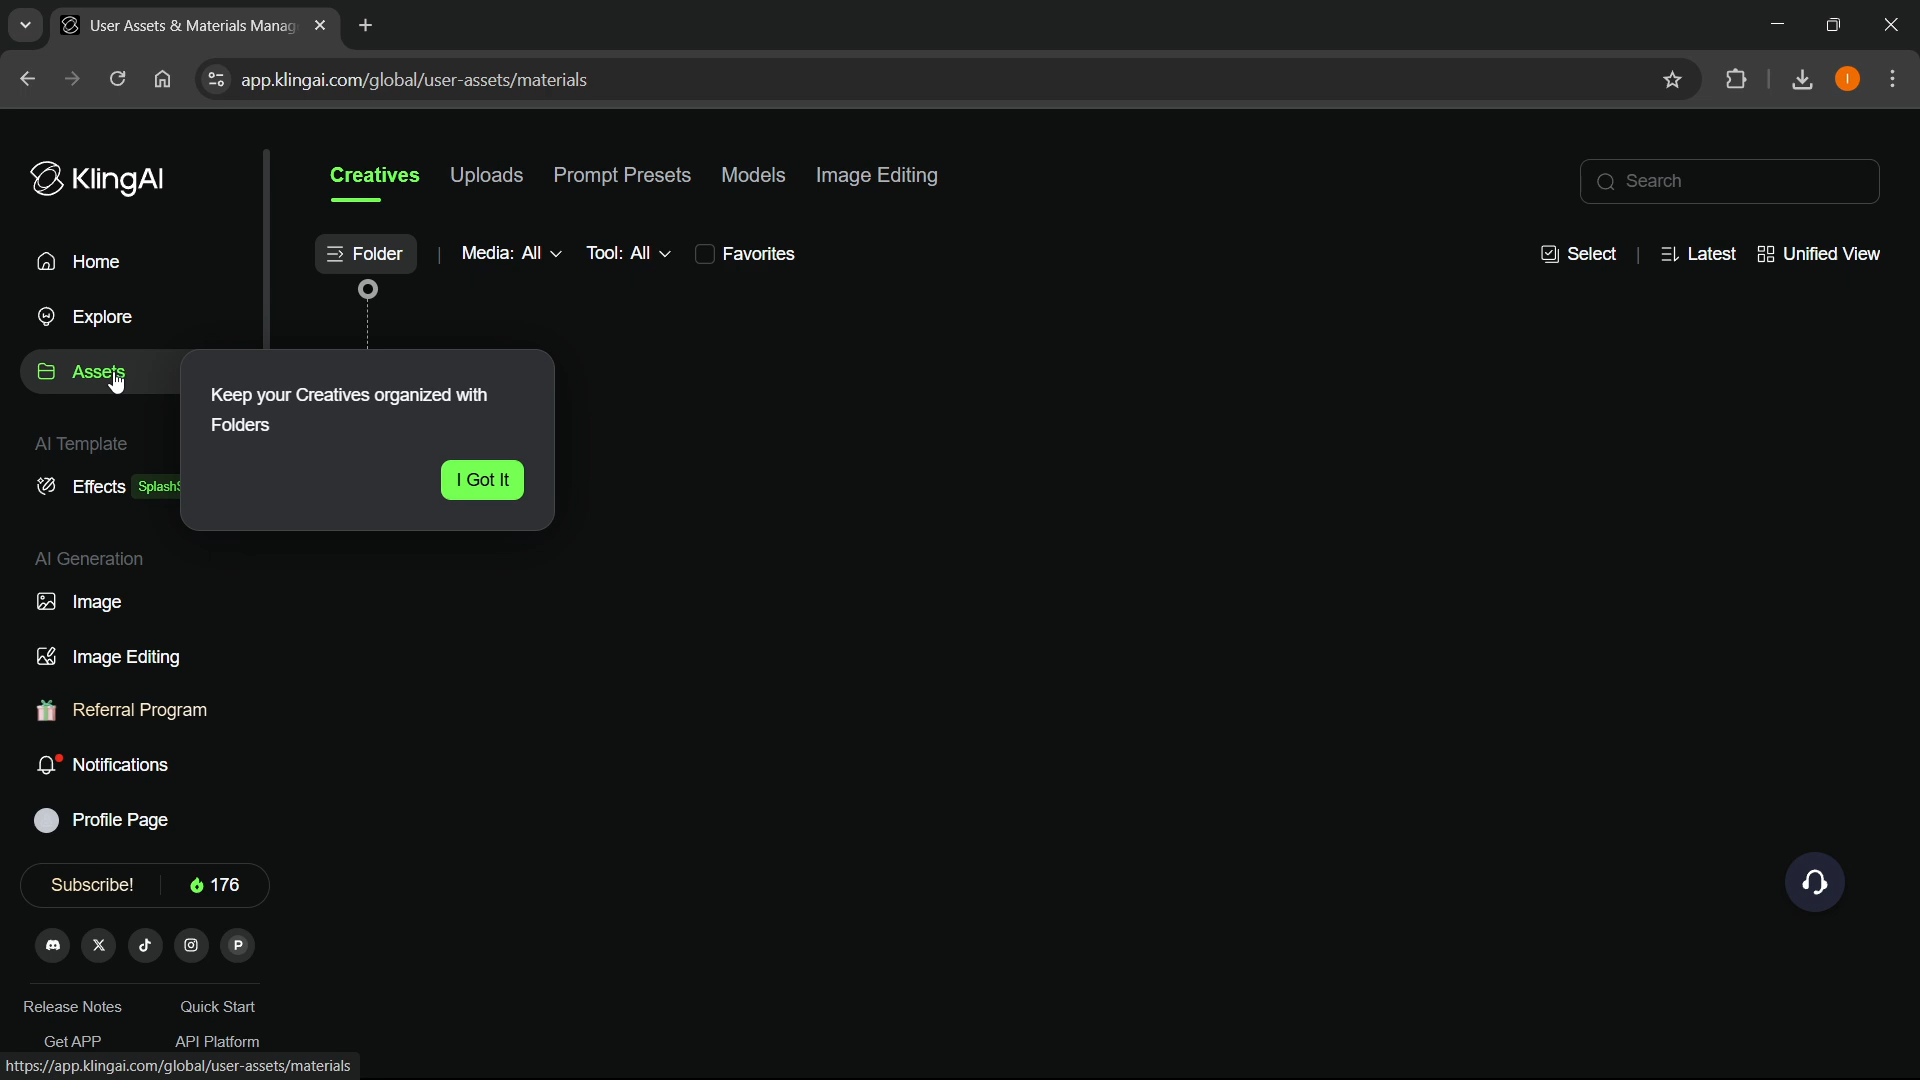 User Assets & Materials Manag
app.klingai.com/global/user-assets/materials
I
KlingAI
Creatives
Uploads
Prompt Presets
Models
Image Editing
Search
Folder
Media: All
Tool: All
Favorites
Select
Latest
Unified View
Home
Explore
Assets
Keep your Creatives organized with
Folders
I Got It
AI Template
Effects
AI Generation
Image
Image Editing
Referral Program
Notifications
Profile Page
Subscribe!
176
Release Notes
Quick Start
Get APP
API Platform
https://app.klingai.com/global/user-assets/materials